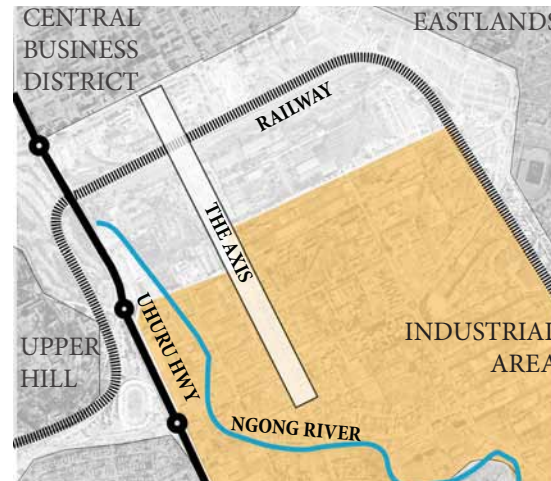 CENTRAL
BUSINESS
DISTRICT
EASTLANDS
RAILWAY
THE AXIS
UHURU HWY
UPPER
HILL
INDUSTRIAL
AREA
NGONG RIVER